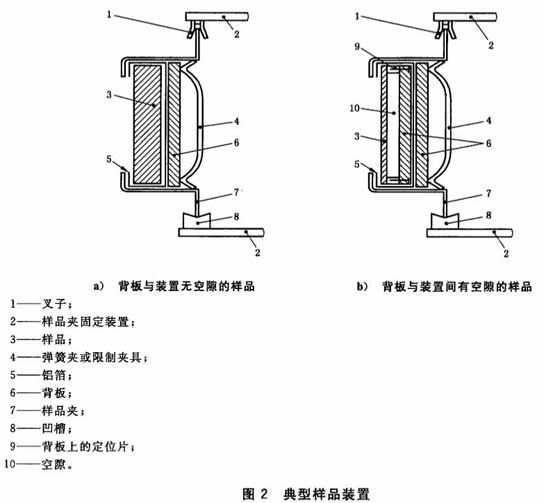 1
2
3
4
5
6
7
8
2
1
2
9
10
3
4
5
6
7
8
2
a) 背板与装置无空隙的样品
b) 背板与装置间有空隙的样品
1——叉子；
2——样品夹固定装置；
3——样品；
4——弹簧夹或限制夹具；
5——铝箔；
6——背板；
7——样品夹；
8——凹槽；
9——背板上的定位片；
10——空隙。
图 2 典型样品装置